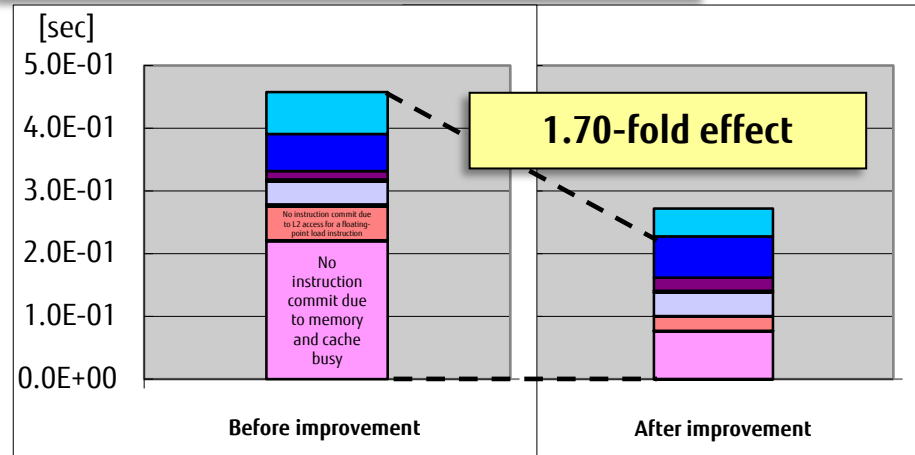 [sec]
5.0E-01
4.0E-01
3.0E-01
2.0E-01
1.0E-01
0.0E+00
1.70-fold effect
No instruction commit due
to L2 access for a floating-
point load instruction
No
instruction
commit due
to memory
and cache
busy
Before improvement
After improvement